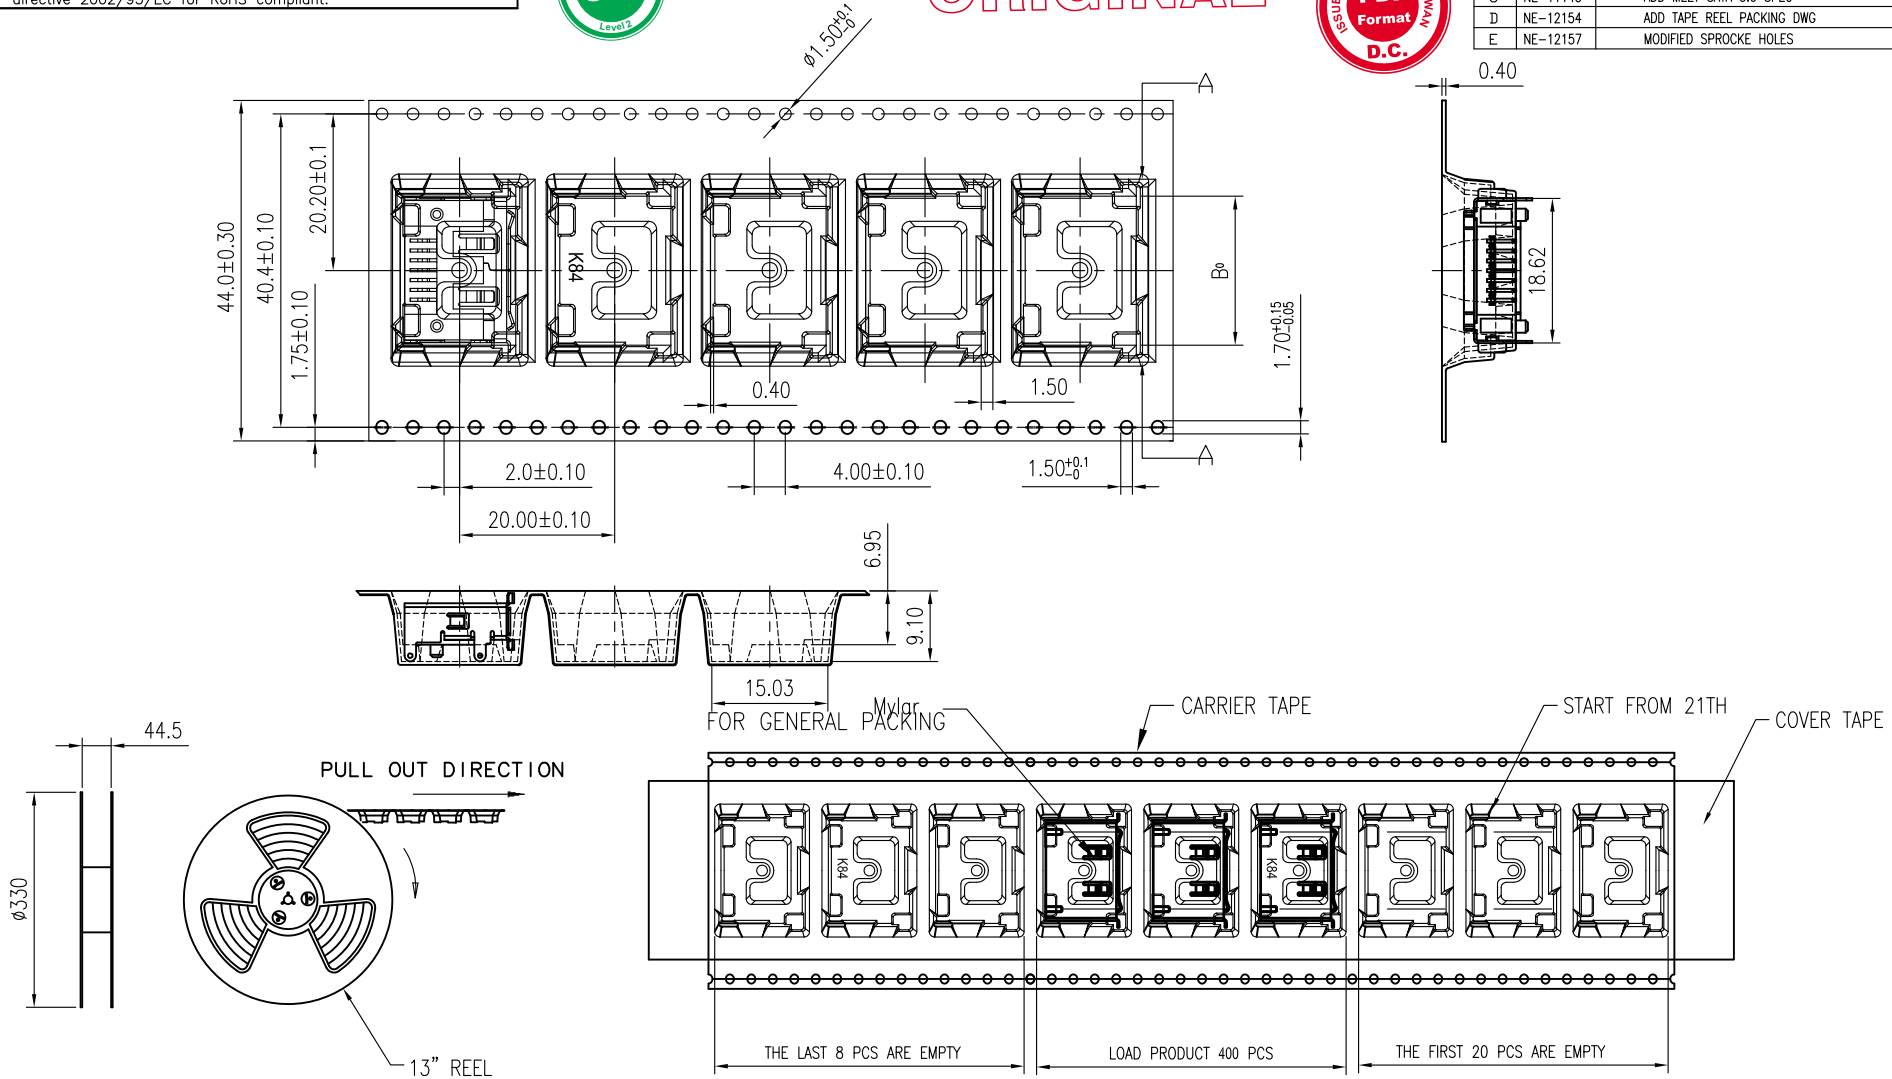 directive 2002/95/EC for RoHS compliant.
Level 2
ORIGINAL
ISSUE
Format
D.C.
D NE-12154 ADD TAPE REEL PACKING DWG
E NE-12157 MODIFIED SPROCKE HOLES
ø1.50+0.1 -0
A
0.40
44.0±0.30
40.4±0.10
20.20±0.1
1.75±0.10
K84
B0
18.62
1.70+0.15 -0.05
0.40
1.50
A
2.0±0.10
4.00±0.10
1.50+0.1 -0
20.00±0.10
6.95
9.10
15.03
Mylar
FOR GENERAL PACKING
CARRIER TAPE
START FROM 21TH
COVER TAPE
44.5
PULL OUT DIRECTION
ø330
K84
K84
13" REEL
THE LAST 8 PCS ARE EMPTY
LOAD PRODUCT 400 PCS
THE FIRST 20 PCS ARE EMPTY